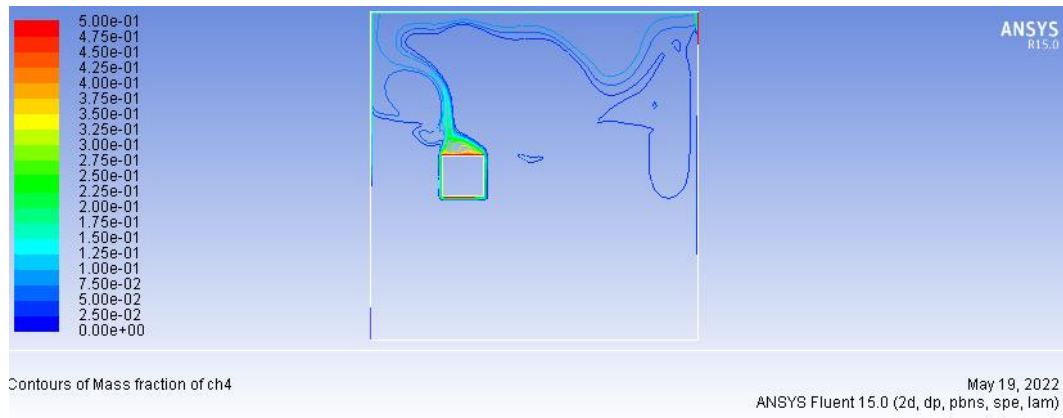 5.00e-01
4.75e-01
4.50e-01
4.25e-01
4.00e-01
3.75e-01
3.50e-01
3.25e-01
3.00e-01
2.75e-01
2.50e-01
2.25e-01
2.00e-01
1.75e-01
1.50e-01
1.25e-01
1.00e-01
7.50e-02
5.00e-02
2.50e-02
0.00e+00
ANSYS
R15.0
Contours of Mass fraction of ch4
May 19, 2022
ANSYS Fluent 15.0 (2d, dp, pbns, spe, lam)